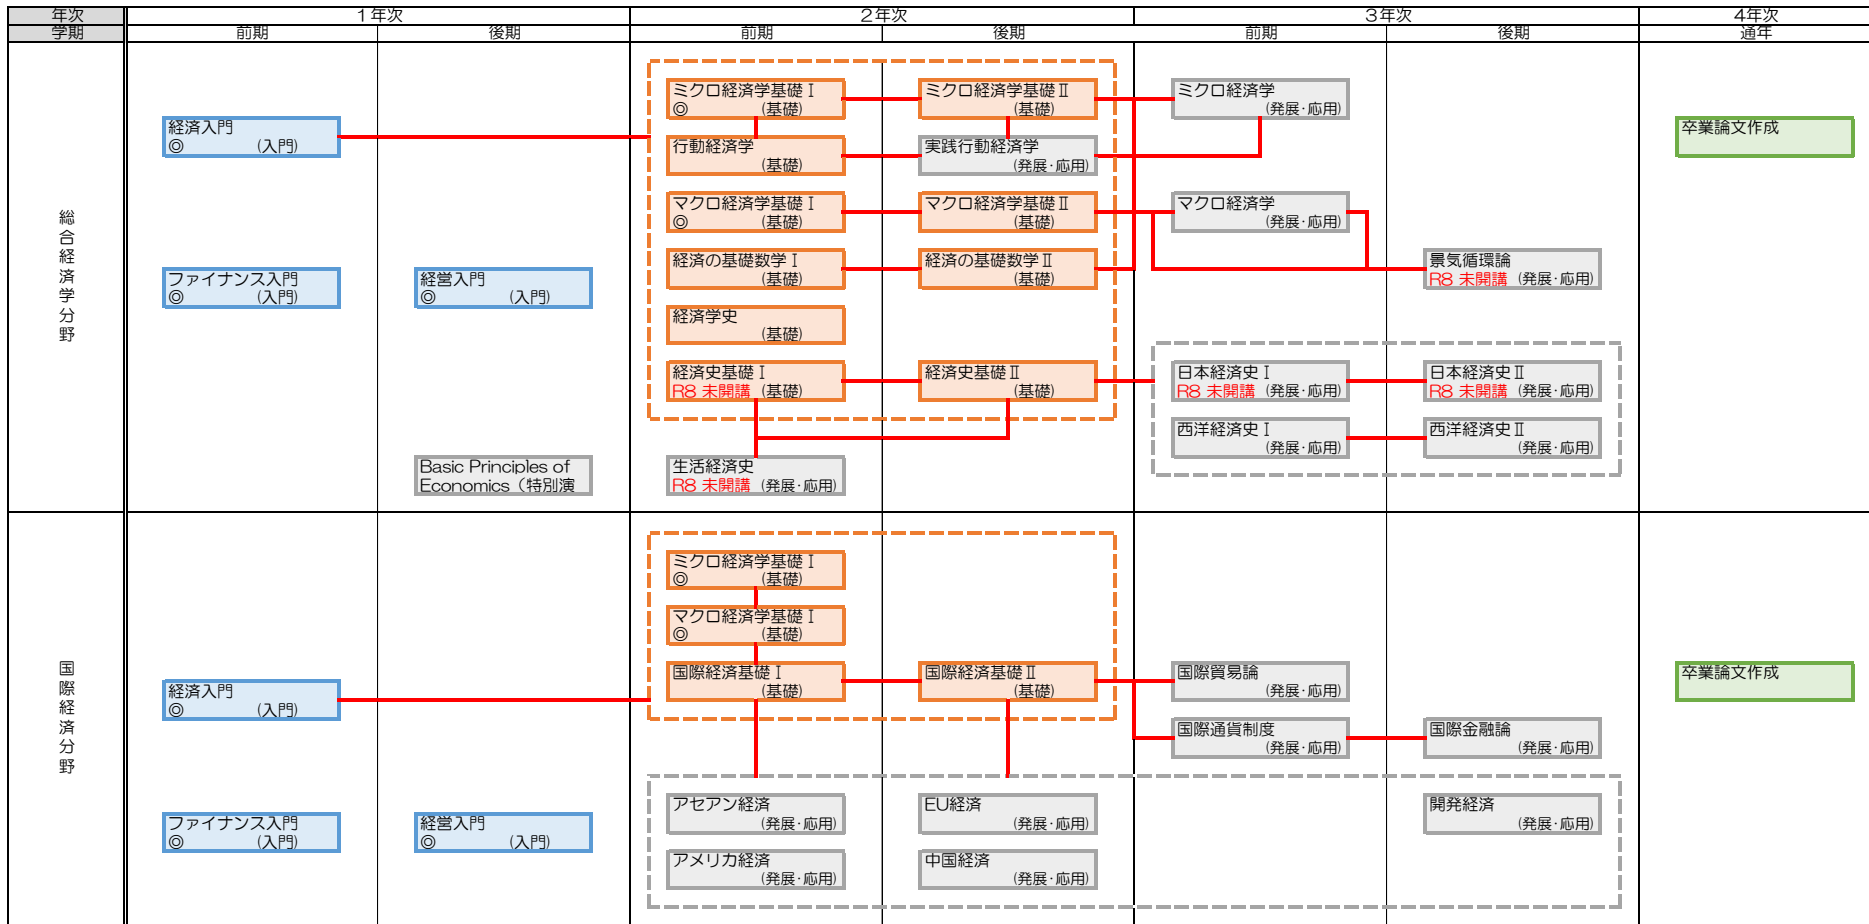 年次
1年次
2年次
3年次
4年次
学期
前期
後期
前期
後期
前期
後期
通年
総合経済学分野
経済入門
◎ (入門)
ファイナンス入門
◎ (入門)
経営入門
◎ (入門)
Basic Principles of
Economics（特別演
ミクロ経済学基礎Ⅰ
◎ (基礎)
ミクロ経済学基礎Ⅱ
(基礎)
ミクロ経済学
(発展・応用)
行動経済学
(基礎)
実践行動経済学
(発展・応用)
マクロ経済学基礎Ⅰ
◎ (基礎)
マクロ経済学基礎Ⅱ
(基礎)
マクロ経済学
(発展・応用)
経済の基礎数学Ⅰ
(基礎)
経済の基礎数学Ⅱ
(基礎)
景気循環論
R8 未開講 (発展・応用)
経済学史
(基礎)
経済史基礎Ⅰ
R8 未開講 (基礎)
経済史基礎Ⅱ
(基礎)
日本経済史Ⅰ
R8 未開講 (発展・応用)
日本経済史Ⅱ
R8 未開講 (発展・応用)
西洋経済史Ⅰ
(発展・応用)
西洋経済史Ⅱ
(発展・応用)
生活経済史
R8 未開講 (発展・応用)
卒業論文作成
国際経済分野
経済入門
◎ (入門)
ファイナンス入門
◎ (入門)
経営入門
◎ (入門)
ミクロ経済学基礎Ⅰ
◎ (基礎)
マクロ経済学基礎Ⅰ
◎ (基礎)
国際経済基礎Ⅰ
(基礎)
国際経済基礎Ⅱ
(基礎)
国際貿易論
(発展・応用)
国際通貨制度
(発展・応用)
国際金融論
(発展・応用)
アセアン経済
(発展・応用)
EU経済
(発展・応用)
開発経済
(発展・応用)
アメリカ経済
(発展・応用)
中国経済
(発展・応用)
卒業論文作成